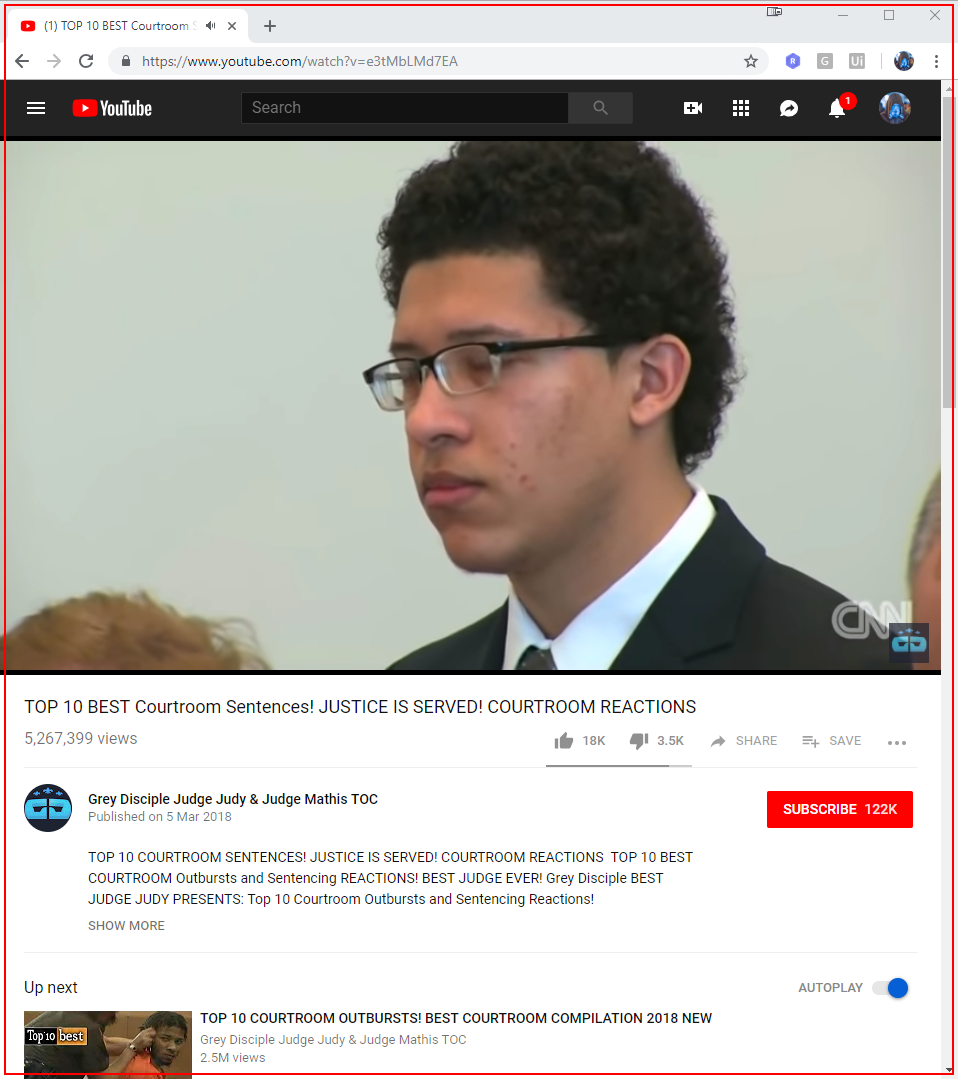 (1) TOP 10 BEST Courtroom S
https://www.youtube.com/watch?v=e3tMbLMd7EA
R
G
Ui
YouTube
Search
1
CNN
TOP 10 BEST Courtroom Sentences! JUSTICE IS SERVED! COURTROOM REACTIONS
5,267,399 views
18K
3.5K
SHARE
SAVE
Grey Disciple Judge Judy & Judge Mathis TOC
Published on 5 Mar 2018
SUBSCRIBE 122K
TOP 10 COURTROOM SENTENCES! JUSTICE IS SERVED! COURTROOM REACTIONS TOP 10 BEST
COURTROOM Outbursts and Sentencing REACTIONS! BEST JUDGE EVER! Grey Disciple BEST
JUDGE JUDY PRESENTS: Top 10 Courtroom Outbursts and Sentencing Reactions!
SHOW MORE
Up next
AUTOPLAY
Top 10 best
TOP 10 COURTROOM OUTBURSTS! BEST COURTROOM COMPILATION 2018 NEW
Grey Disciple Judge Judy & Judge Mathis TOC
2.5M views